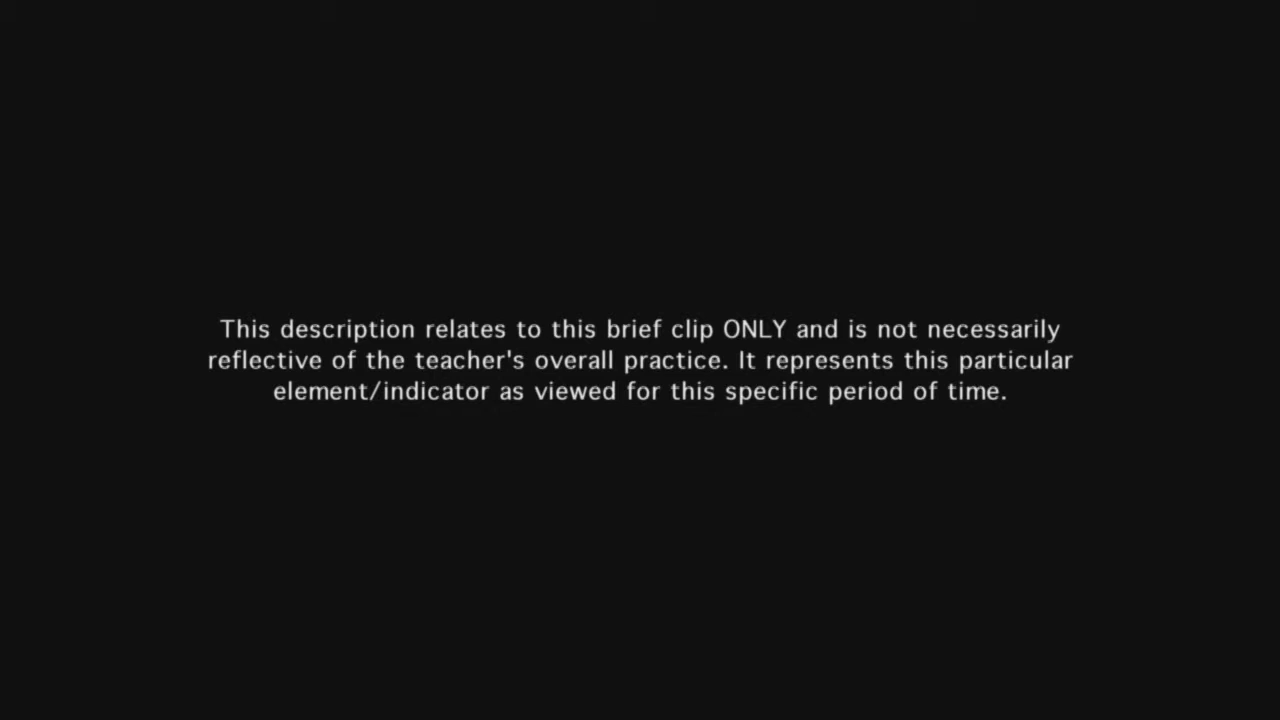 This description relates to this brief clip ONLY and is not necessarily
reflective of the teacher's overall practice. It represents this particular
element/indicator as viewed for this specific period of time.